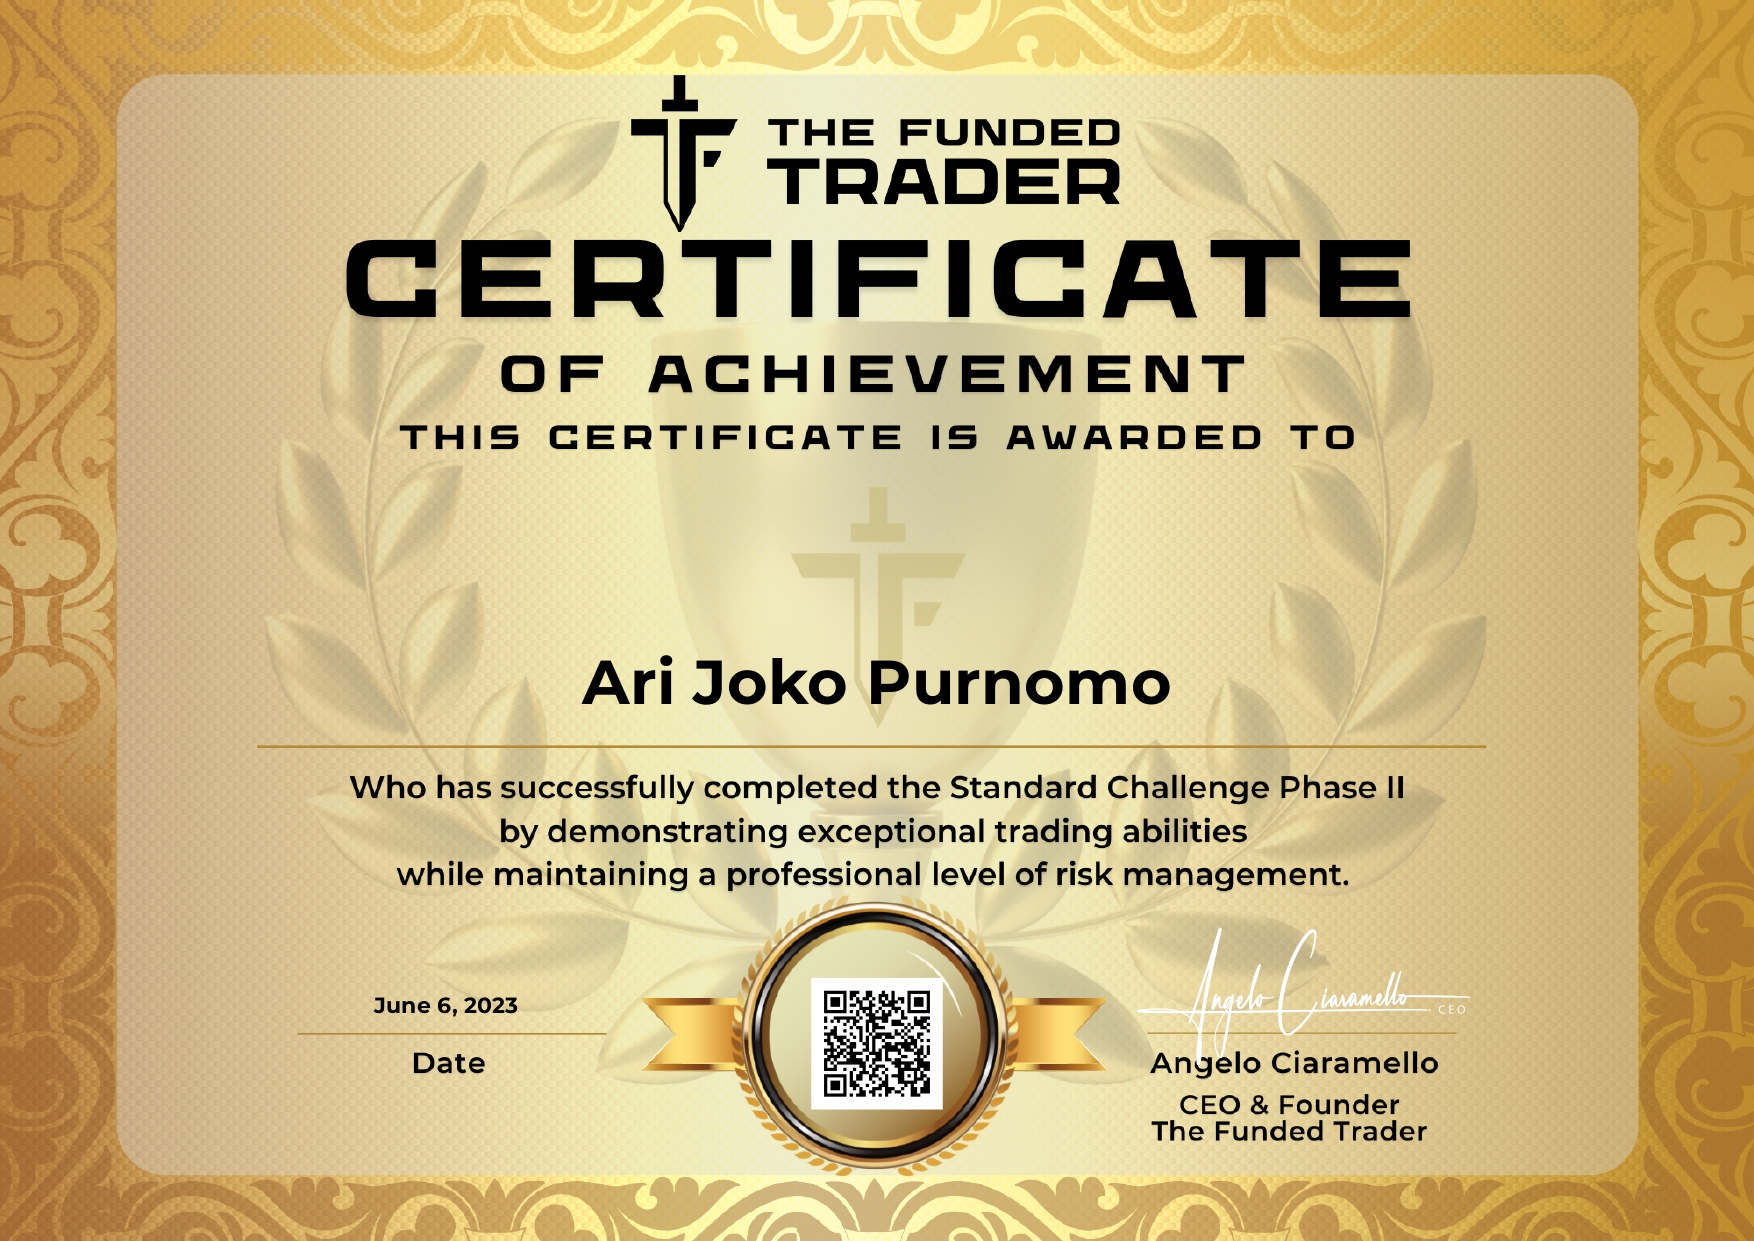 THE FUNDED
TRADER
CERTIFICATE
OF ACHIEVEMENT
THIS CERTIFICATE IS AWARDED TO
Ari Joko Purnomo
Who has successfully completed the Standard Challenge Phase II
by demonstrating exceptional trading abilities
while maintaining a professional level of risk management.
June 6, 2023
Date
Angelo Ciaramello
CEO
Angelo Ciaramello
CEO & Founder
The Funded Trader